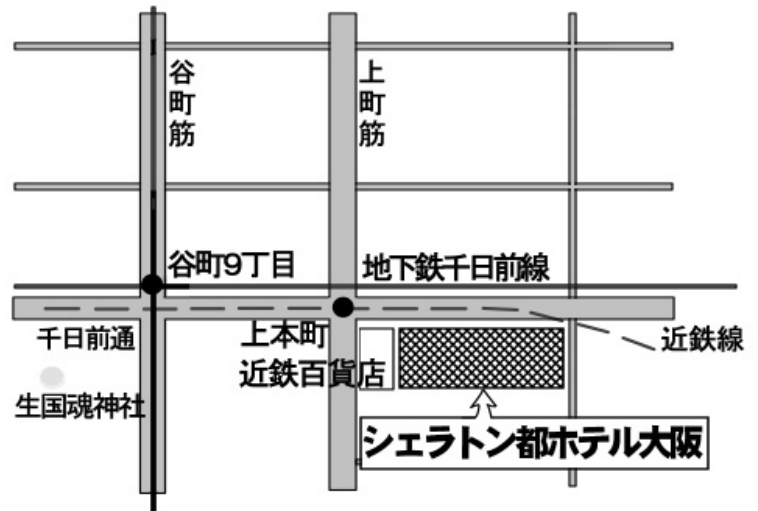 谷町筋
上町筋
谷町9丁目
地下鉄千日前線
千日前通
上本町
近鉄線
近鉄百貨店
生国魂神社
シェラトン都ホテル大阪